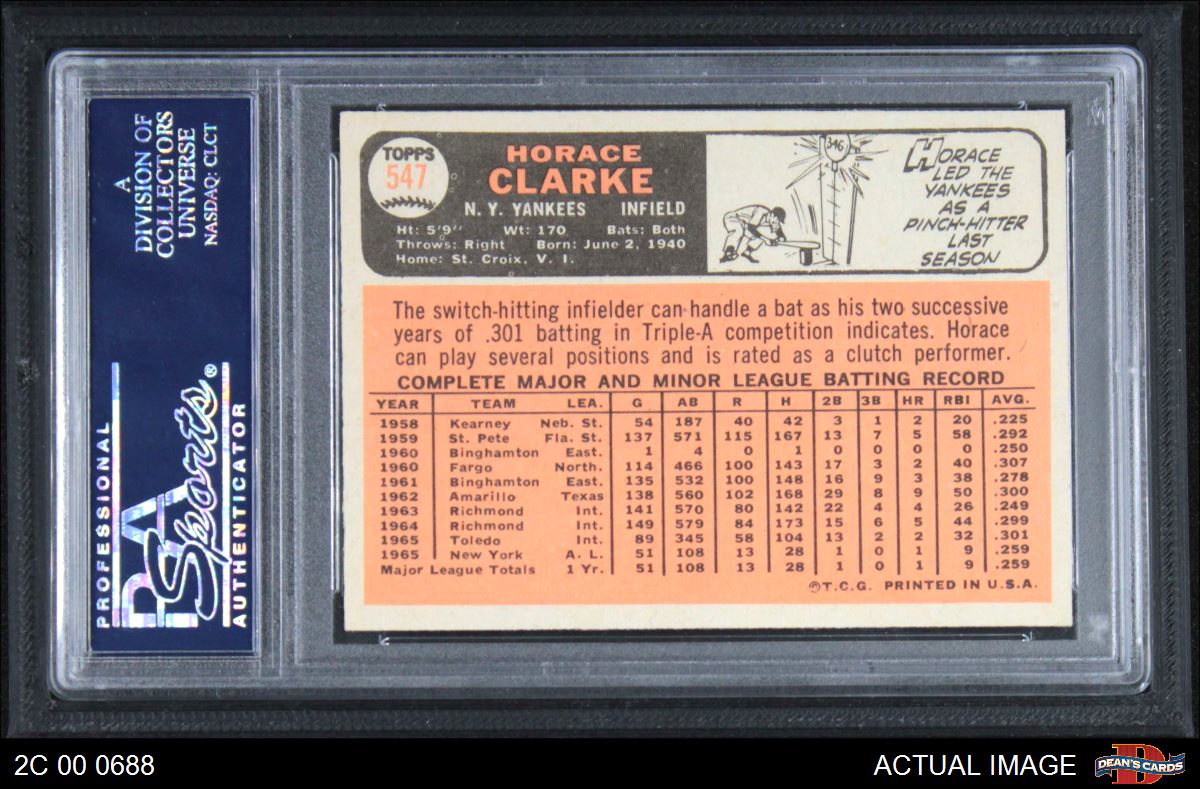 A
DIVISION OF
COLLECTORS
UNIVERSE
NASDAQ: CLCT
PROFESSIONAL
PSA
Sports®
AUTHENTICATOR
TOPPS
547
HORACE
CLARKE
N. Y. YANKEES INFIELD
Ht: 5'9" Wt: 170 Bats: Both
Throws: Right Born: June 2, 1940
Home: St. Croix, V. I.
346
HORACE
LED THE
YANKEES
AS A
PINCH-HITTER
LAST
SEASON
The switch-hitting infielder can handle a bat as his two successive
years of .301 batting in Triple-A competition indicates. Horace
can play several positions and is rated as a clutch performer.
COMPLETE MAJOR AND MINOR LEAGUE BATTING RECORD
YEAR TEAM LEA. G AB R H 2B 3B HR RBI AVG.
1958 Kearney Neb. St. 54 187 40 42 3 1 2 20 .225
1959 St. Pete Fla. St. 137 571 115 167 13 7 5 58 .292
1960 Binghamton East. 1 4 0 1 0 0 0 0 .250
1960 Fargo North. 114 466 100 143 17 3 2 40 .307
1961 Binghamton East. 135 532 100 148 16 9 3 38 .278
1962 Amarillo Texas 138 560 102 168 29 8 9 50 .300
1963 Richmond Int. 141 570 80 142 22 4 4 26 .249
1964 Richmond Int. 149 579 84 173 15 6 5 44 .299
1965 Toledo Int. 89 345 58 104 13 2 2 32 .301
1965 New York A. L. 51 108 13 28 1 0 1 9 .259
Major League Totals 1 Yr. 51 108 13 28 1 0 1 9 .259
©T.C.G. PRINTED IN U.S.A.
2C 00 0688
ACTUAL IMAGE
D
DEAN'S CARDS